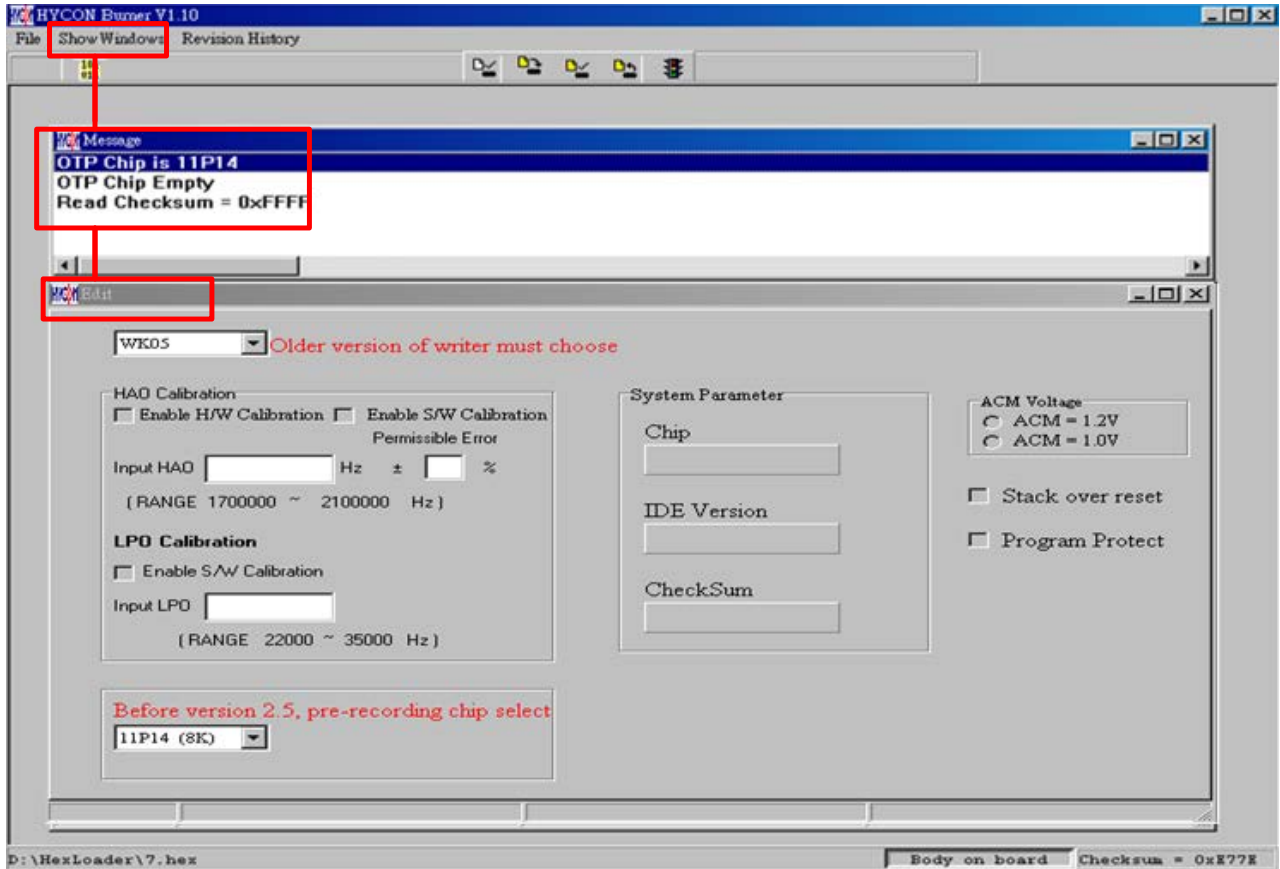 HYCON Burner V1.10
File Show Windows Revision History
Message
OTP Chip is 11P14
OTP Chip Empty
Read Checksum = 0xFFFF
Edit
WK05 Older version of writer must choose
HAO Calibration
Enable H/W Calibration Enable S/W Calibration
Permissible Error
Input HAO Hz ± %
(RANGE 1700000 ~ 2100000 Hz)
LPO Calibration
Enable S/W Calibration
Input LPO
(RANGE 22000 ~ 35000 Hz)
System Parameter
Chip
IDE Version
CheckSum
ACM Voltage
ACM = 1.2V
ACM = 1.0V
Stack over reset
Program Protect
Before version 2.5, pre-recording chip select
11P14 (8K)
D:\HexLoader\7.hex Body on board Checksum = 0xE77E